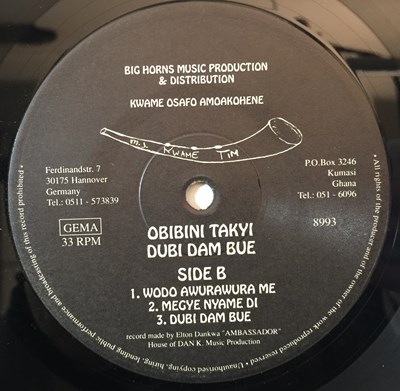 BIG HORNS MUSIC PRODUCTION
& DISTRIBUTION
KWAME OSAFO AMOAKOHENE
m.s. KWAME TIM
Ferdinandstr. 7
30175 Hannover
Germany
Tel.: 0511 - 573839
P.O.Box 3246
Kumasi
Ghana
Tel.: 051 - 6096
GEMA
33 RPM
8993
OBIBINI TAKYI
DUBI DAM BUE
SIDE B
1. WODO AWURAWURA ME
2. MEGYE NYAME DI
3. DUBI DAM BUE
record made by Elton Dankwa "AMBASSADOR"
House of DAN K. Music Production
• All rights of the producer and of the owner of the work reproduced reserved • Unauthorised copying, hiring, lending, public performance and broadcasting of this record prohibited